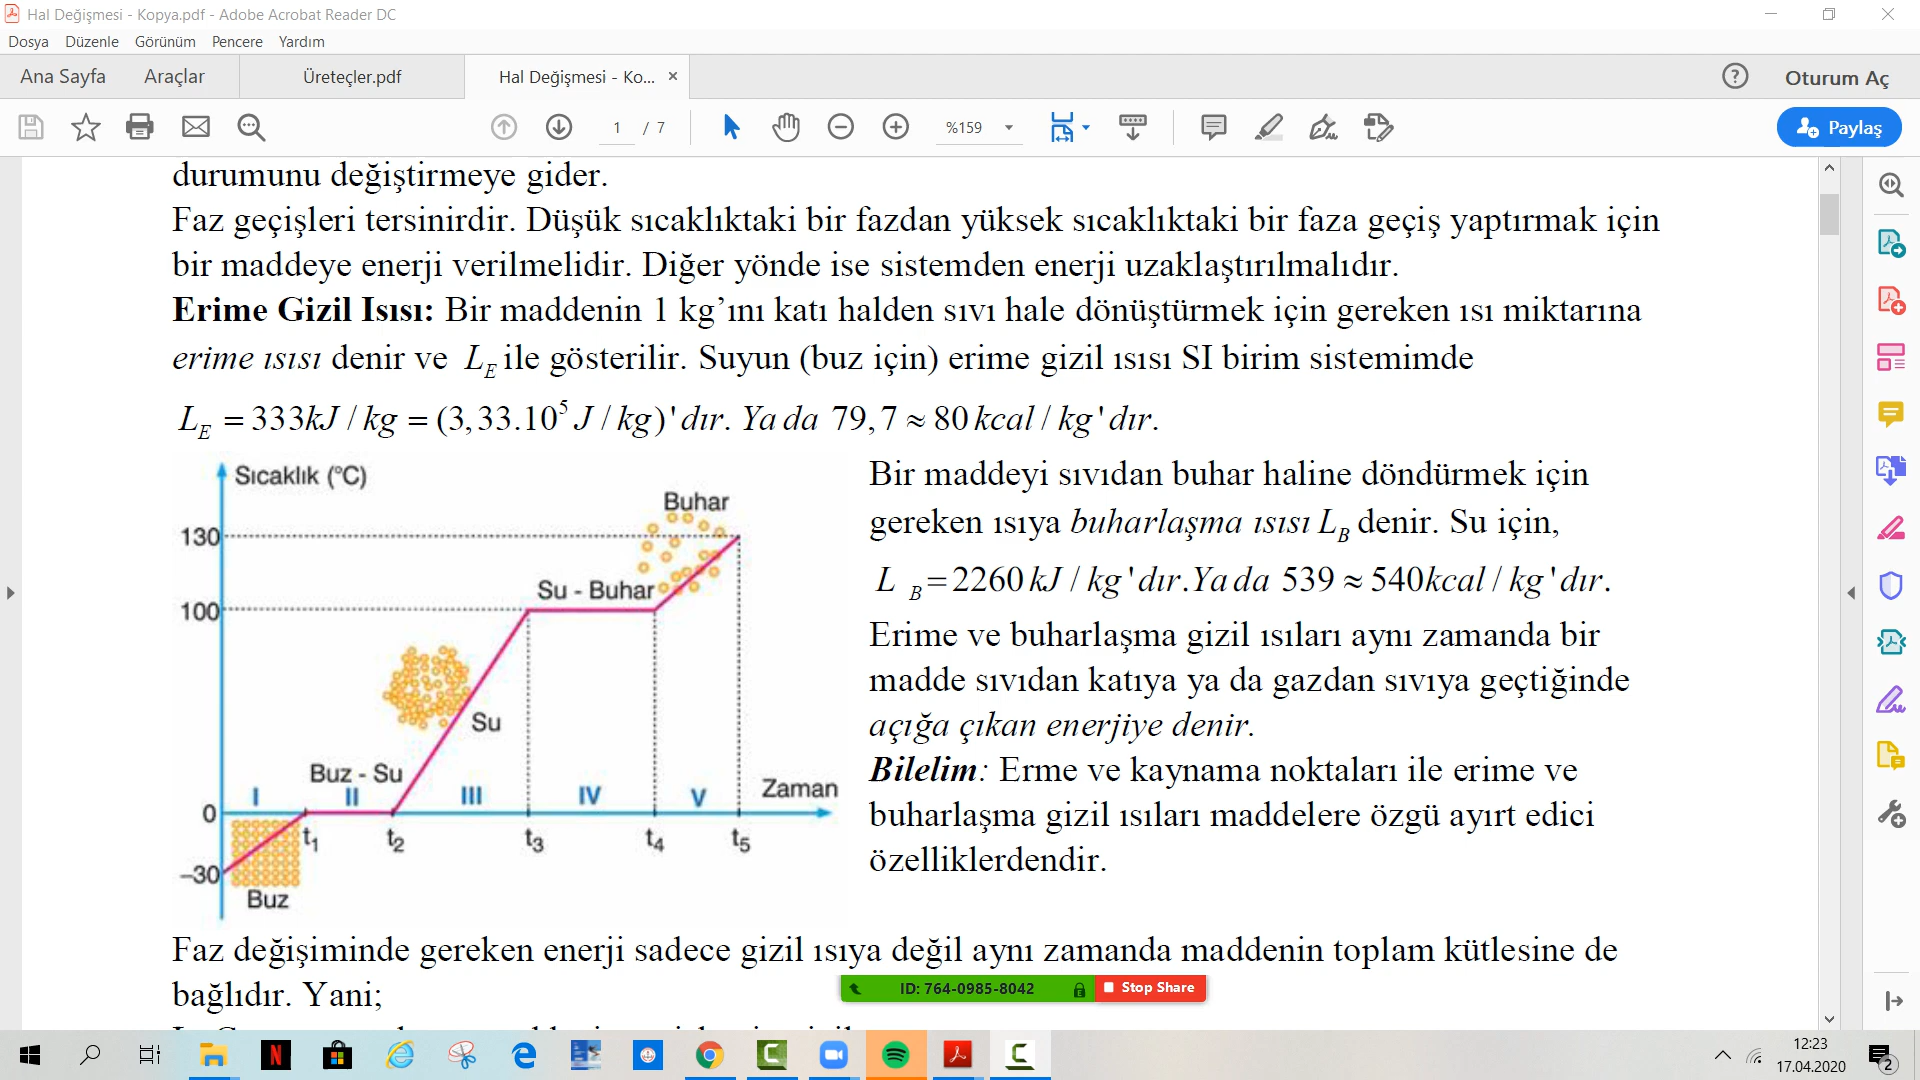 Hal Değişmesi - Kopya.pdf - Adobe Acrobat Reader DC
Dosya Düzenle Görünüm Pencere Yardım
Ana Sayfa Araçlar Üreteçler.pdf Hal Değişmesi - Ko... × Oturum Aç
1 / 7 %159 Paylaş
durumunu değiştirmeye gider.
Faz geçişleri tersinirdir. Düşük sıcaklıktaki bir fazdan yüksek sıcaklıktaki bir faza geçiş yaptırmak için
bir maddeye enerji verilmelidir. Diğer yönde ise sistemden enerji uzaklaştırılmalıdır.
Erime Gizil Isısı: Bir maddenin 1 kg’ını katı halden sıvı hale dönüştürmek için gereken ısı miktarına
erime ısısı denir ve L_E ile gösterilir. Suyun (buz için) erime gizil ısısı SI birim sistemimde
L_E = 333kJ / kg = (3,33.10⁵ J / kg)'dır. Ya da 79,7 ≈ 80 kcal / kg'dır.
Sıcaklık (°C)
Buhar
130
Su - Buhar
100
Su
Buz - Su
I II III IV V Zaman
0
t₁ t₂ t₃ t₄ t₅
–30
Buz
Bir maddeyi sıvıdan buhar haline döndürmek için
gereken ısıya buharlaşma ısısı L_B denir. Su için,
L_B = 2260 kJ / kg'dır.Ya da 539 ≈ 540kcal / kg'dır.
Erime ve buharlaşma gizil ısıları aynı zamanda bir
madde sıvıdan katıya ya da gazdan sıvıya geçtiğinde
açığa çıkan enerjiye denir.
Bilelim: Erme ve kaynama noktaları ile erime ve
buharlaşma gizil ısıları maddelere özgü ayırt edici
özelliklerdendir.
Faz değişiminde gereken enerji sadece gizil ısıya değil aynı zamanda maddenin toplam kütlesine de
bağlıdır. Yani;
ID: 764-0985-8042 Stop Share
12:23
17.04.2020
2